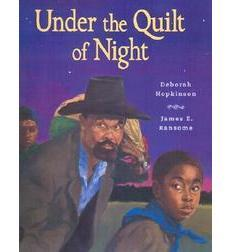 Under the Quilt
of Night
Deborah
Hopkinson
James E.
Ransome